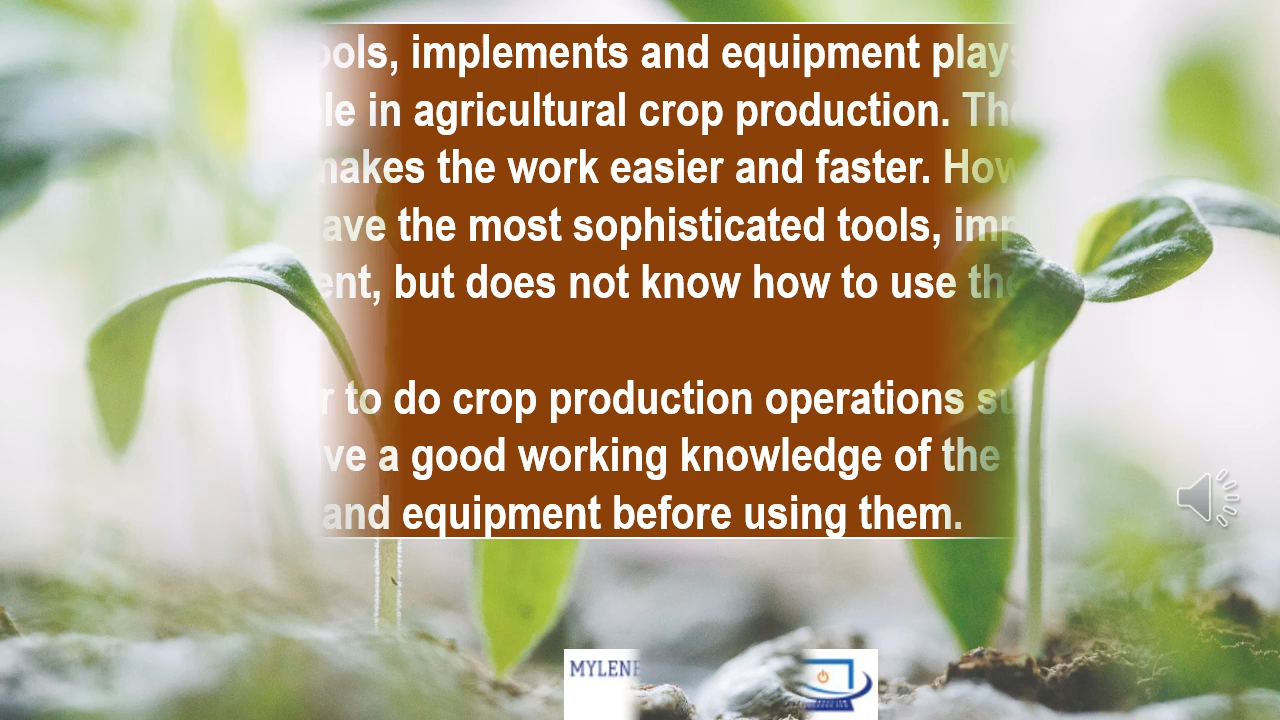 ools, implements and equipment plays
le in agricultural crop production. The
makes the work easier and faster. How
ave the most sophisticated tools, imp
ent, but does not know how to use the
r to do crop production operations su
ve a good working knowledge of the
and equipment before using them.
MYLENE